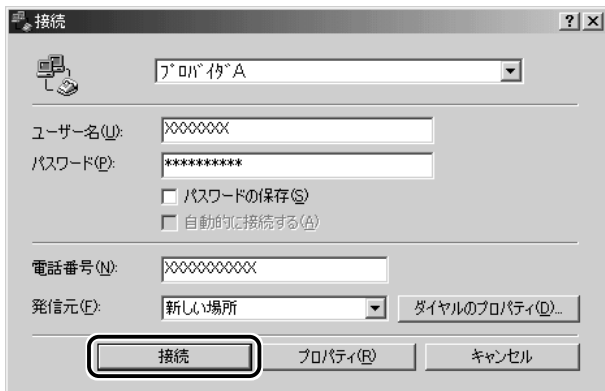 接続
ﾌﾟﾛﾊﾞｲﾀﾞA
ユーザー名(U): XXXXXXX
パスワード(P): **********
パスワードの保存(S)
自動的に接続する(A)
電話番号(N): XXXXXXXXXX
発信元(F): 新しい場所 ダイヤルのプロパティ(D)...
接続 プロパティ(R) キャンセル